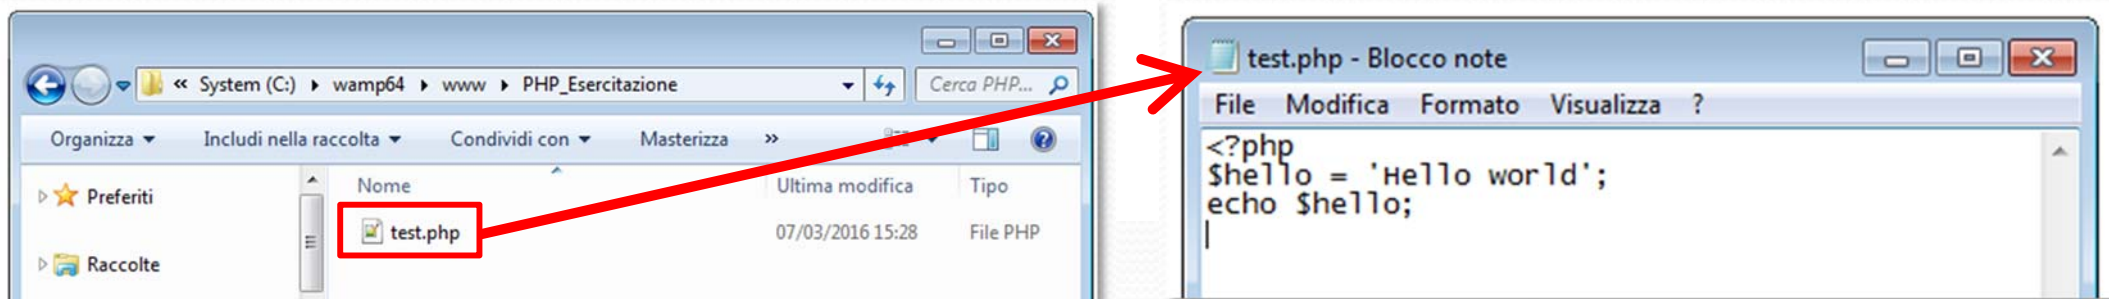 « System (C:) ▸ wamp64 ▸ www ▸ PHP_Esercitazione
Cerca PHP...
Organizza Includi nella raccolta Condividi con Masterizza »
Nome Ultima modifica Tipo
Preferiti
test.php 07/03/2016 15:28 File PHP
Raccolte
test.php - Blocco note
File Modifica Formato Visualizza ?
<?php
$hello = 'Hello world';
echo $hello;